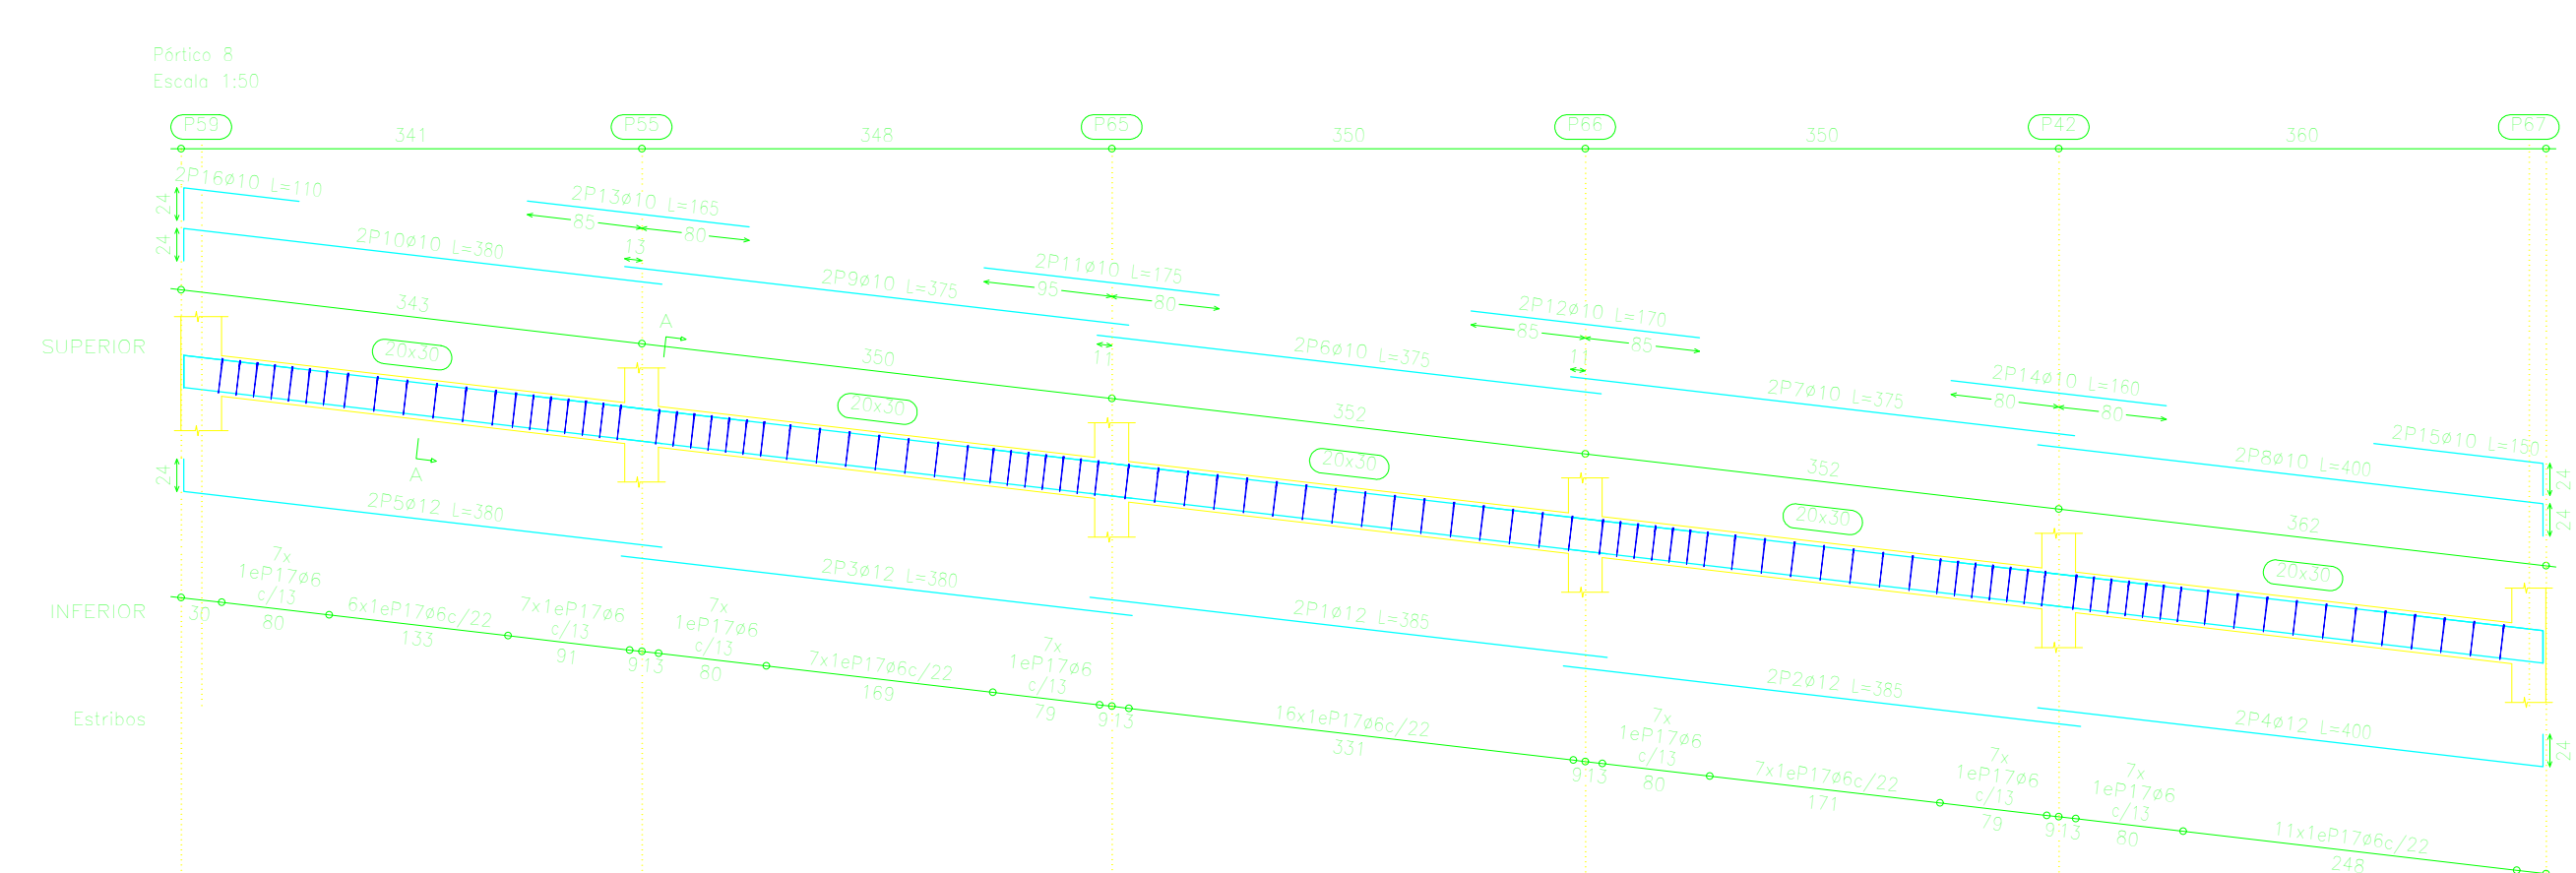 Pórtico 8
Escala 1:50
P59
P55
P65
P66
P42
P67
341
348
350
350
360
2P16ø10 L=110
24
2P13ø10 L=165
85
80
24
2P10ø10 L=380
13
2P9ø10 L=375
2P11ø10 L=175
95
80
11
2P6ø10 L=375
2P12ø10 L=170
85
85
11
2P7ø10 L=375
2P14ø10 L=160
80
80
2P8ø10 L=400
2P15ø10 L=150
24
24
343
350
352
352
362
SUPERIOR
A
A
20x30
20x30
20x30
20x30
20x30
24
2P5ø12 L=380
2P3ø12 L=380
2P1ø12 L=385
2P2ø12 L=385
2P4ø12 L=400
24
INFERIOR
Estribos
30
7x
1eP17ø6
c/13
80
6x1eP17ø6c/22
133
7x1eP17ø6
c/13
91
9
13
7x
1eP17ø6
c/13
80
7x1eP17ø6c/22
169
7x
1eP17ø6
c/13
79
9
13
16x1eP17ø6c/22
331
9
13
7x
1eP17ø6
c/13
80
7x1eP17ø6c/22
171
7x
1eP17ø6
c/13
79
9
13
7x
1eP17ø6
c/13
80
11x1eP17ø6c/22
248